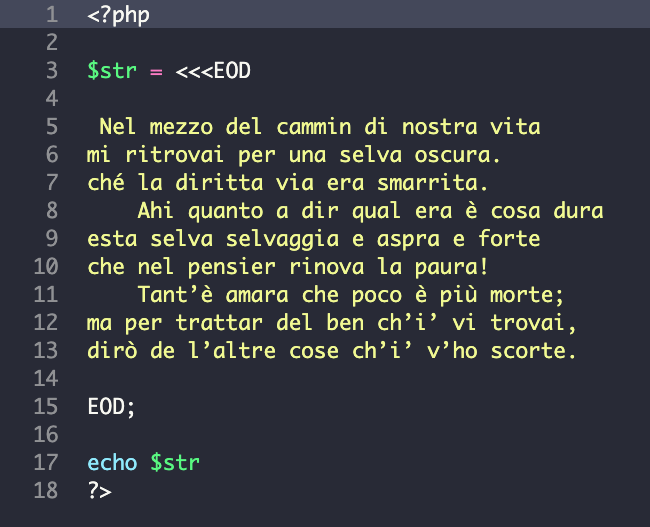 1 <?php
2
3 $str = <<<EOD
4
5  Nel mezzo del cammin di nostra vita
6 mi ritrovai per una selva oscura.
7 ché la diritta via era smarrita.
8     Ahi quanto a dir qual era è cosa dura
9 esta selva selvaggia e aspra e forte
10 che nel pensier rinova la paura!
11     Tant’è amara che poco è più morte;
12 ma per trattar del ben ch’i’ vi trovai,
13 dirò de l’altre cose ch’i’ v’ho scorte.
14
15 EOD;
16
17 echo $str
18 ?>